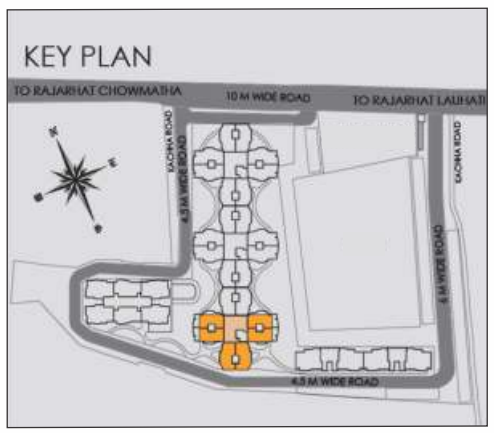 KEY PLAN
TO RAJARHAT CHOWMATHA
10 M WIDE ROAD
TO RAJARHAT LAUHATI
KACHHA ROAD
4.5 M WIDE ROAD
KACHHA ROAD
6 M WIDE ROAD
N
E
S
4.5 M WIDE ROAD